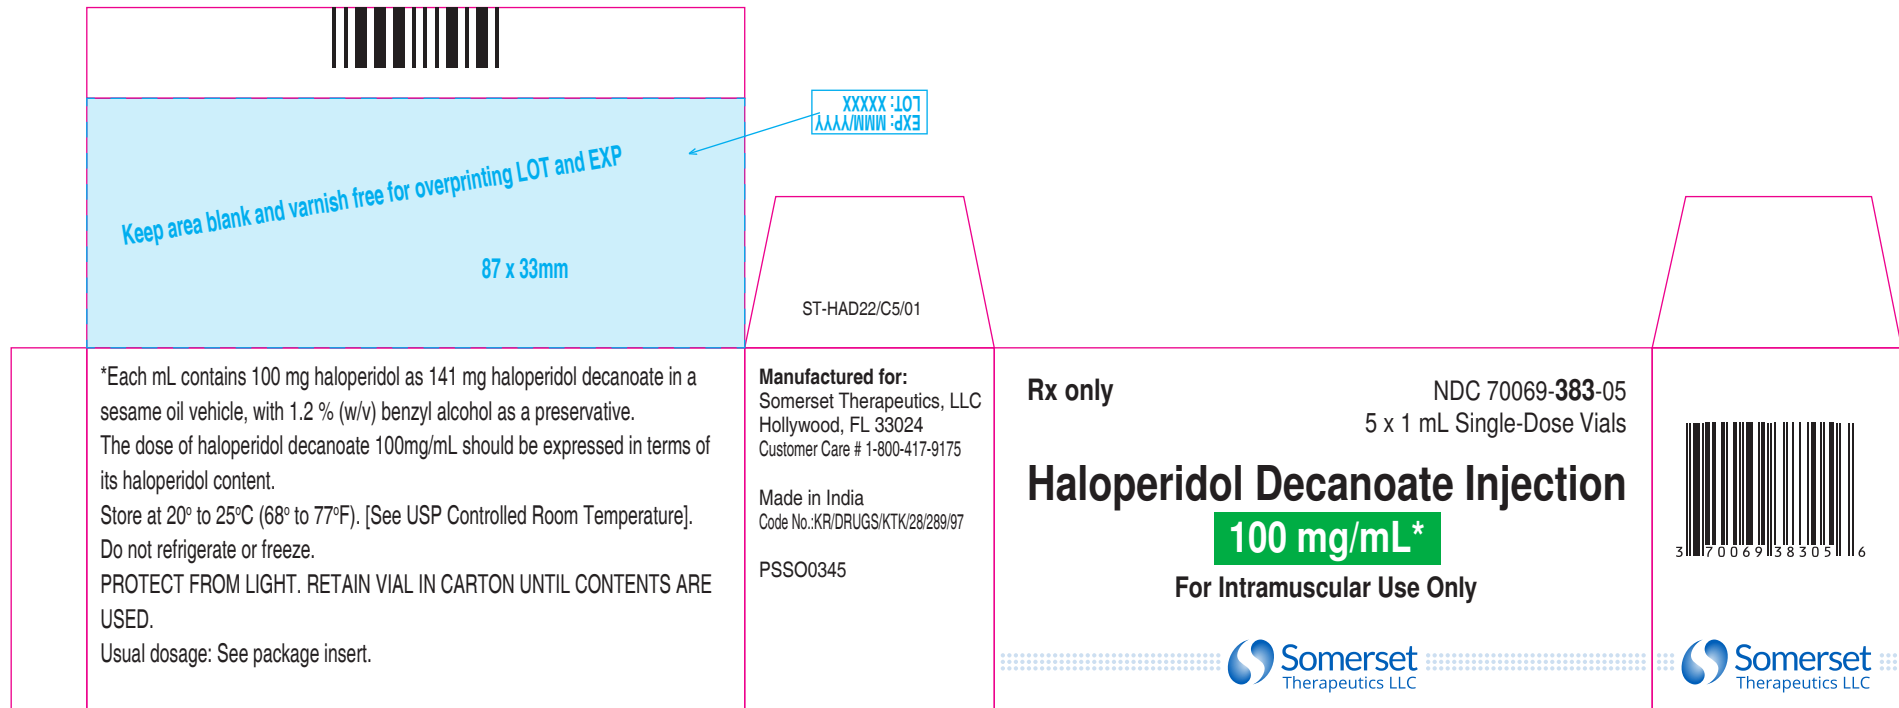 LOT: XXXXX
EXP: MMM/YYYY
Keep area blank and varnish free for overprinting LOT and EXP
87 x 33mm
ST-HAD22/C5/01
*Each mL contains 100 mg haloperidol as 141 mg haloperidol decanoate in a
sesame oil vehicle, with 1.2 % (w/v) benzyl alcohol as a preservative.
The dose of haloperidol decanoate 100mg/mL should be expressed in terms of
its haloperidol content.
Store at 20º to 25ºC (68º to 77ºF). [See USP Controlled Room Temperature].
Do not refrigerate or freeze.
PROTECT FROM LIGHT. RETAIN VIAL IN CARTON UNTIL CONTENTS ARE
USED.
Usual dosage: See package insert.
Manufactured for:
Somerset Therapeutics, LLC
Hollywood, FL 33024
Customer Care # 1-800-417-9175
Made in India
Code No.:KR/DRUGS/KTK/28/289/97
PSSO0345
Rx only
NDC 70069-383-05
5 x 1 mL Single-Dose Vials
Haloperidol Decanoate Injection
100 mg/mL*
For Intramuscular Use Only
Somerset
Therapeutics LLC
3 70069 38305 6
Somerset
Therapeutics LLC